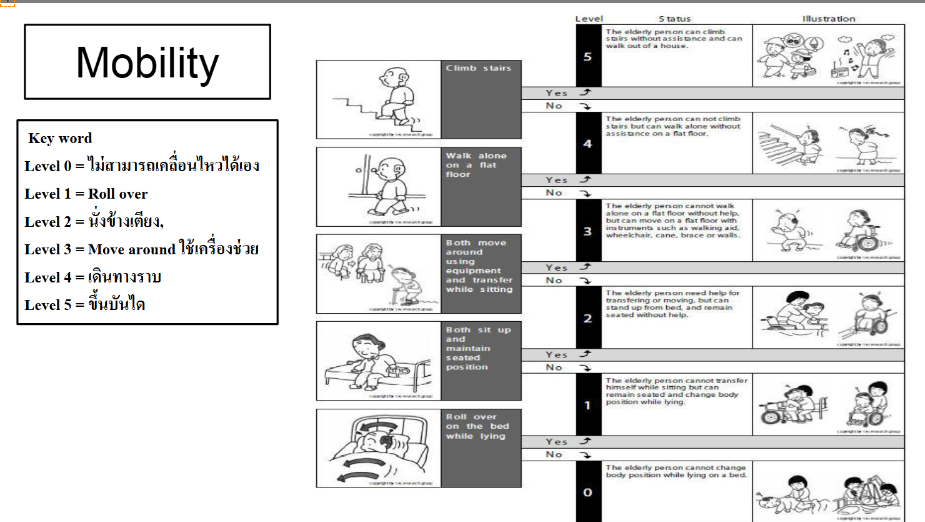 Mobility
Key word
Level 0 = ไม่สามารถเคลื่อนไหวได้เอง
Level 1 = Roll over
Level 2 = นั่งข้างเตียง,
Level 3 = Move around ใช้เครื่องช่วย
Level 4 = เดินทางราบ
Level 5 = ขึ้นบันได
Climb stairs
Walk alone
on a flat
floor
Both move
around
using
equipment
and transfer
while sitting
Both sit up
and
maintain
seated
position
Roll over
on the bed
while lying
Level Status Illustration
5
The elderly person can climb
stairs without assistance and can
walk out of a house.
Yes
No
4
The elderly person can not climb
stairs but can walk alone without
assistance on a flat floor.
Yes
No
3
The elderly person cannot walk
alone on a flat floor without help,
but can move on a flat floor with
instruments such as walking aid,
wheelchair, cane, brace or walls.
Yes
No
2
The elderly person need help for
transfering or moving, but can
stand up from bed, and remain
seated without help.
Yes
No
1
The elderly person cannot transfer
himself while sitting but can
remain seated and change body
position while lying.
Yes
No
0
The elderly person cannot change
body position while lying on a bed.